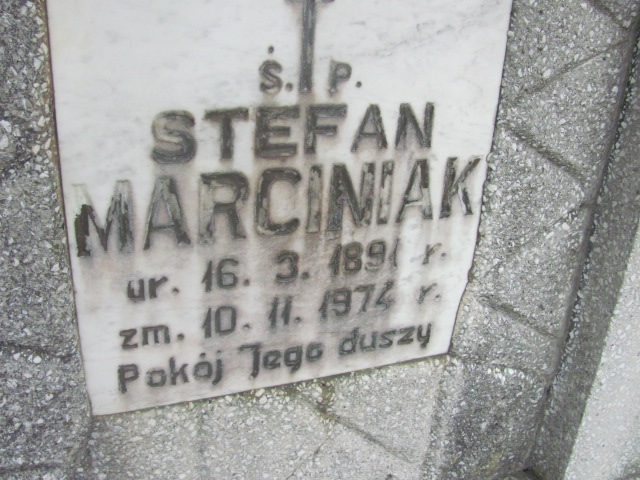 Ś. P.
STEFAN
MARCINIAK
ur. 16. 3. 1891 r.
zm. 10. 11. 1974 r.
Pokój Jego duszy